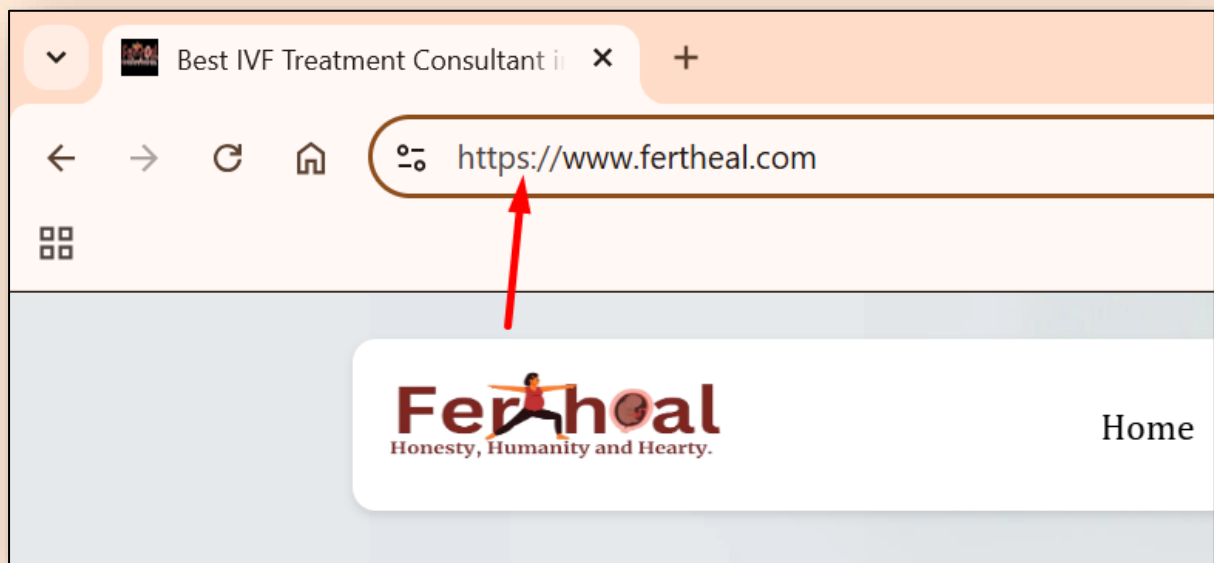 Best IVF Treatment Consultant i
https://www.fertheal.com
Fertheal
Honesty, Humanity and Hearty.
Home